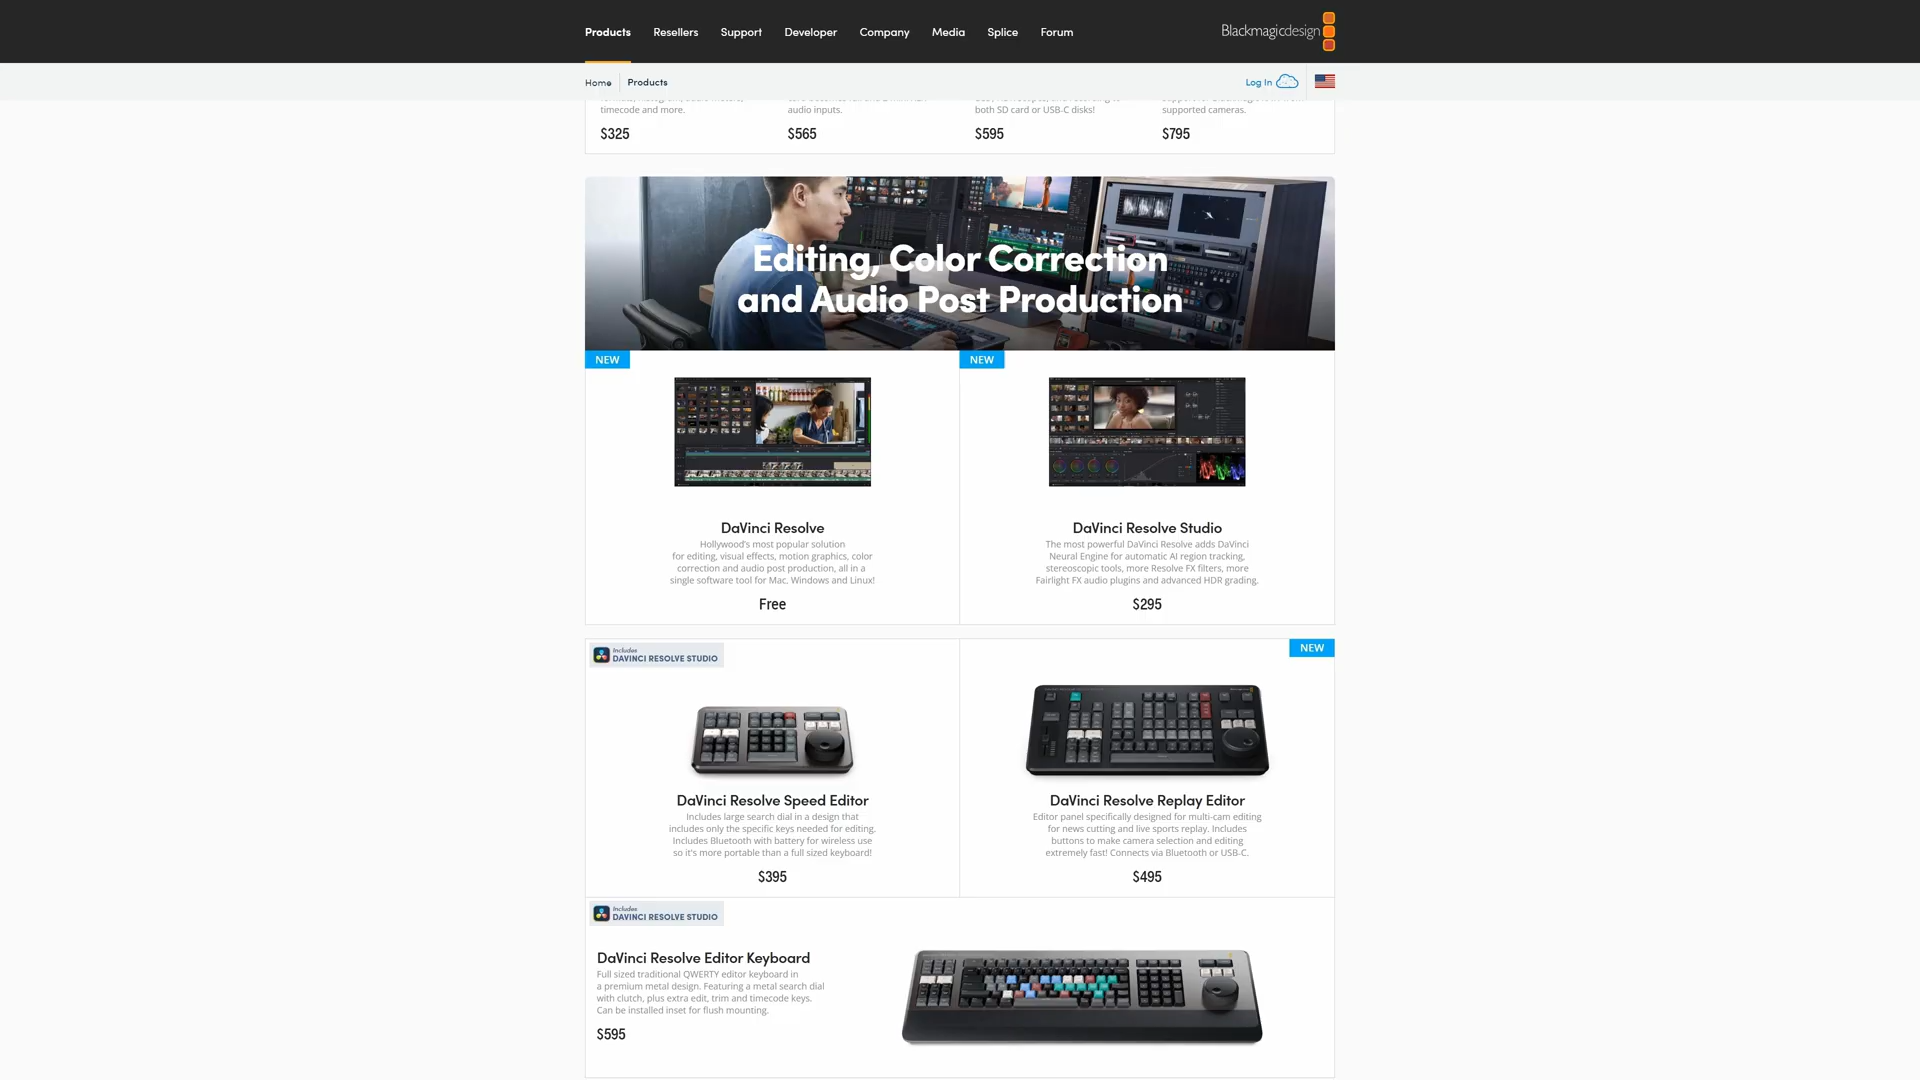 Products Resellers Support Developer Company Media Splice Forum
Blackmagicdesign
Home Products
Log In
timecode and more.
$325
audio inputs.
$565
both SD card or USB-C disks!
$595
supported cameras.
$795
Editing, Color Correction
and Audio Post Production
NEW
DaVinci Resolve
Hollywood's most popular solution
for editing, visual effects, motion graphics, color
correction and audio post production, all in a
single software tool for Mac, Windows and Linux!
Free
NEW
DaVinci Resolve Studio
The most powerful DaVinci Resolve adds DaVinci
Neural Engine for automatic AI region tracking,
stereoscopic tools, more Resolve FX filters, more
Fairlight FX audio plugins and advanced HDR grading.
$295
Includes
DAVINCI RESOLVE STUDIO
DaVinci Resolve Speed Editor
Includes large search dial in a design that
includes only the specific keys needed for editing.
Includes Bluetooth with battery for wireless use
so it's more portable than a full sized keyboard!
$395
NEW
DaVinci Resolve Replay Editor
Editor panel specifically designed for multi-cam editing
for news cutting and live sports replay. Includes
buttons to make camera selection and editing
extremely fast! Connects via Bluetooth or USB-C.
$495
Includes
DAVINCI RESOLVE STUDIO
DaVinci Resolve Editor Keyboard
Full sized traditional QWERTY editor keyboard in
a premium metal design. Featuring a metal search dial
with clutch, plus extra edit, trim and timecode keys.
Can be installed inset for flush mounting.
$595